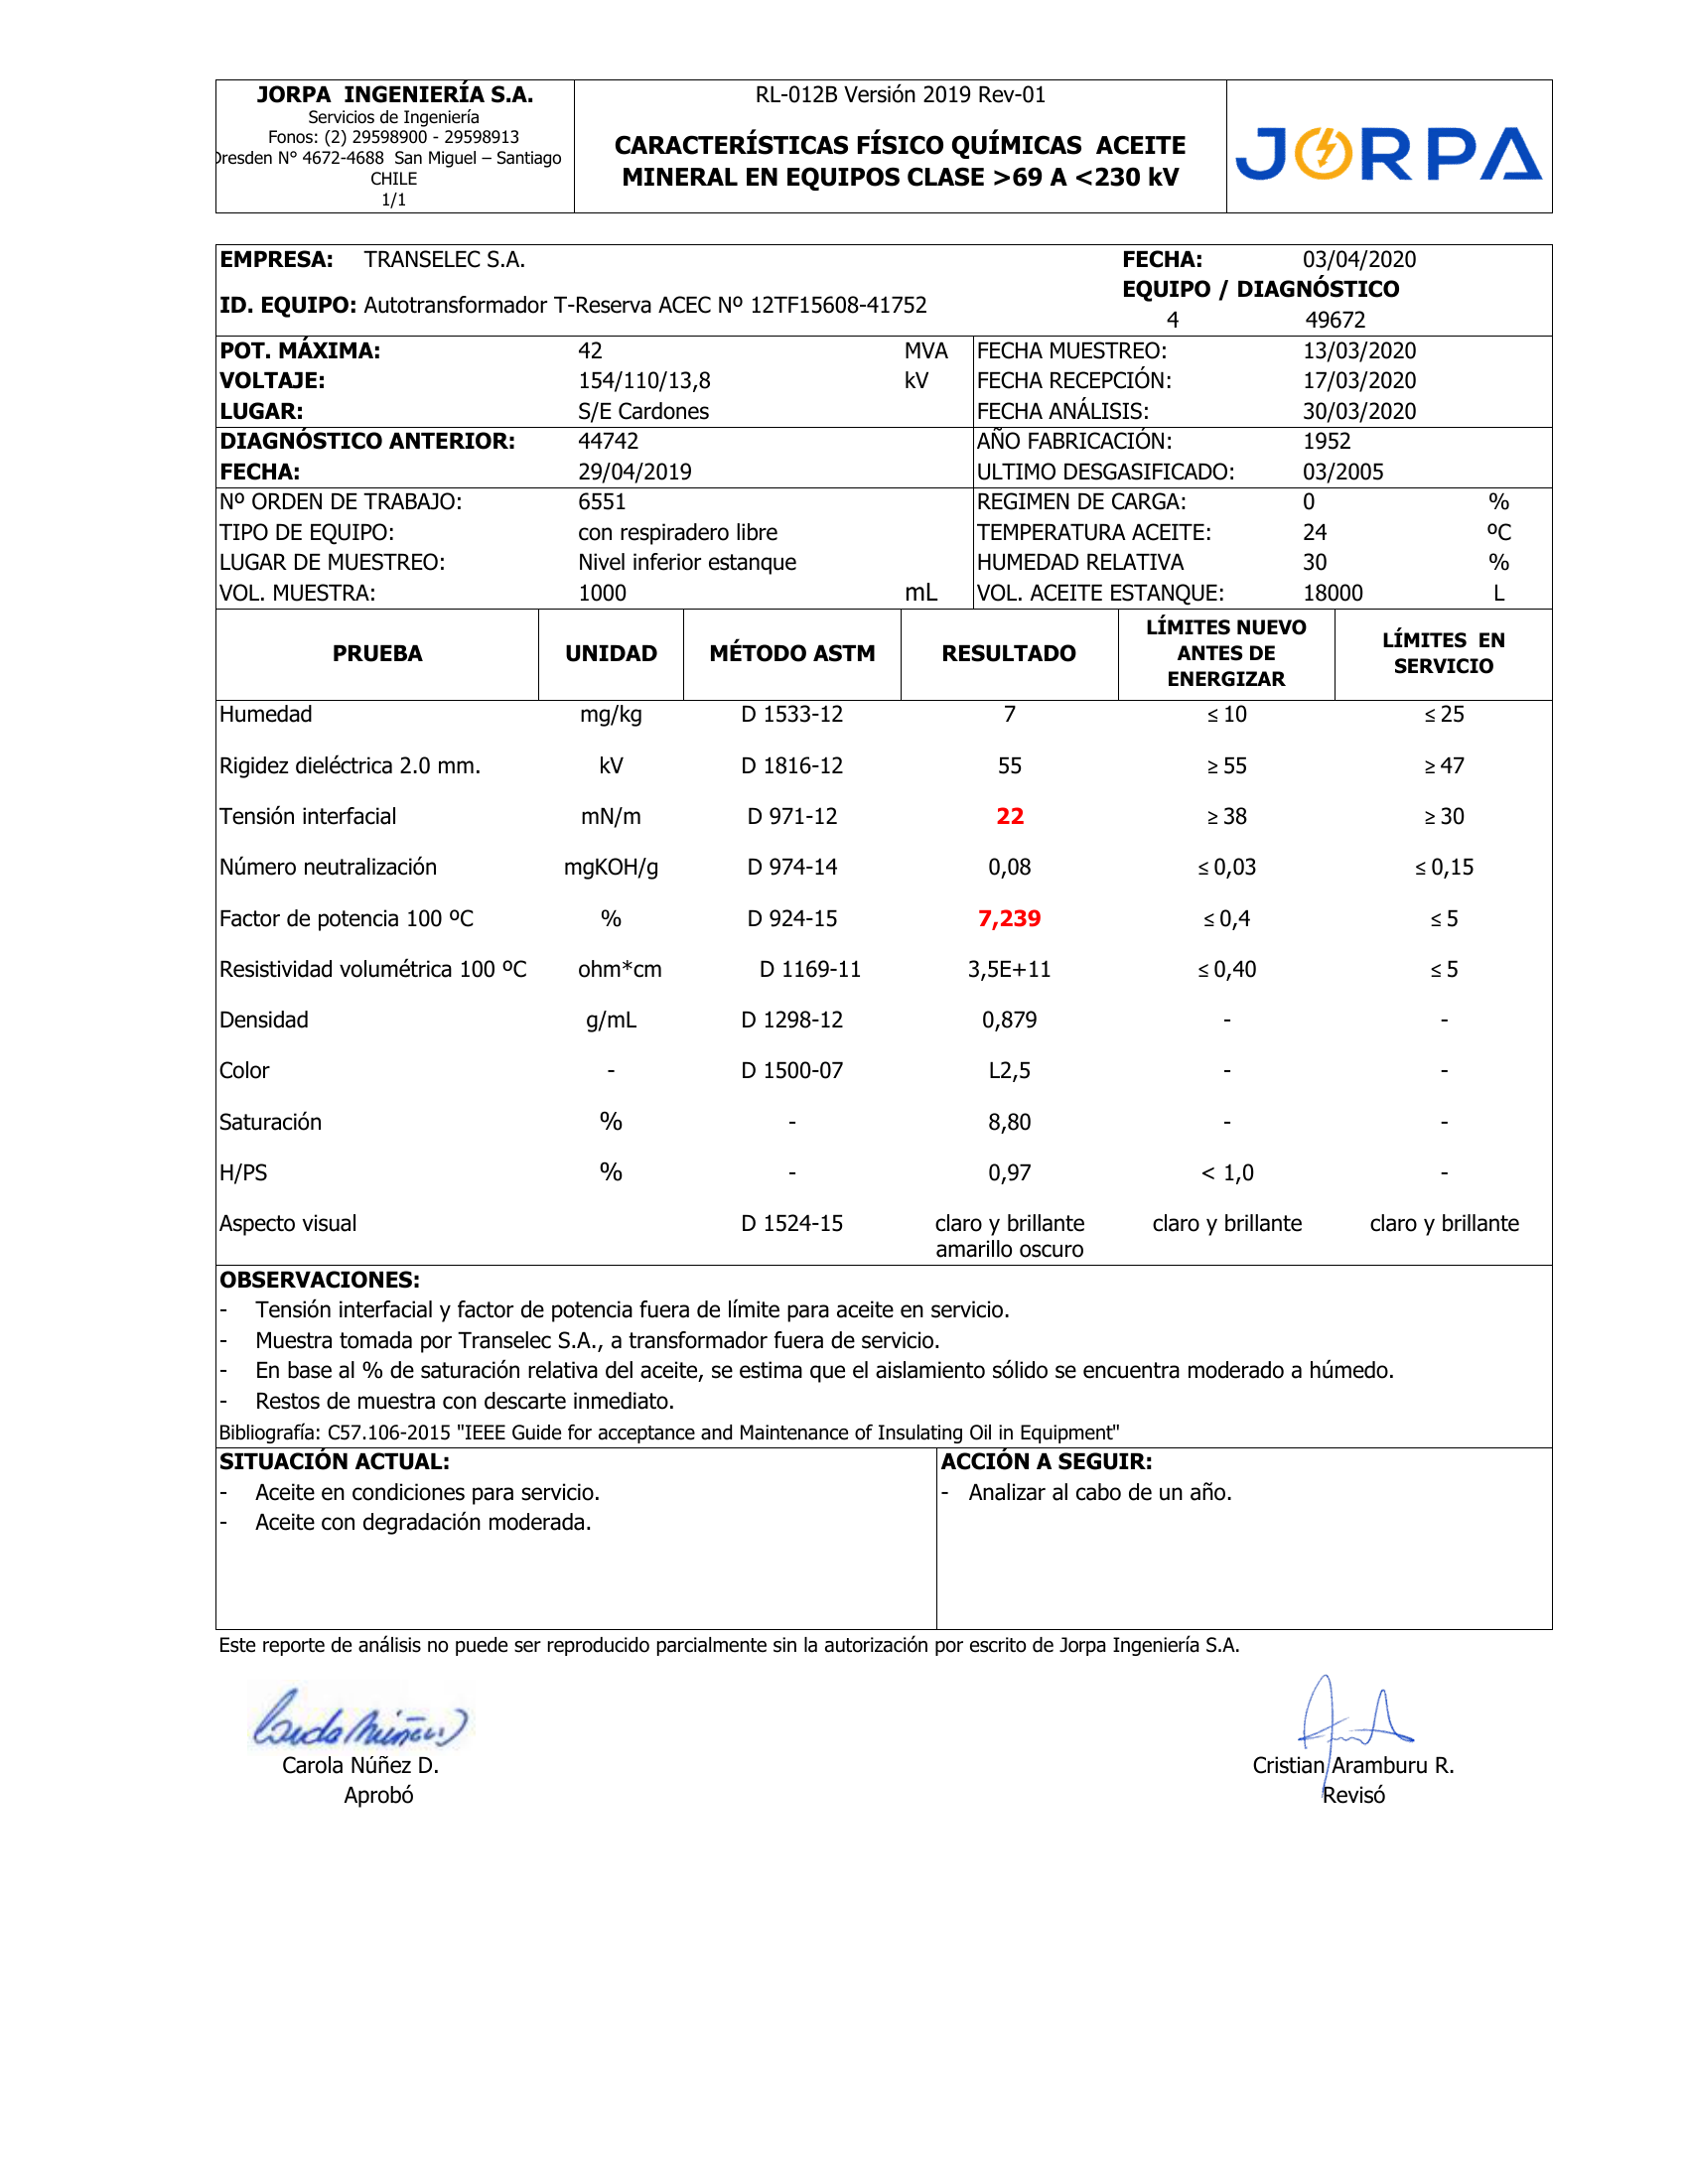 JORPA INGENIERÍA S.A.
Servicios de Ingeniería
Fonos: (2) 29598900 - 29598913
Dresden N° 4672-4688 San Miguel – Santiago
CHILE
1/1
RL-012B Versión 2019 Rev-01
CARACTERÍSTICAS FÍSICO QUÍMICAS ACEITE
MINERAL EN EQUIPOS CLASE >69 A <230 kV
JORPA
EMPRESA: TRANSELEC S.A. FECHA: 03/04/2020
EQUIPO / DIAGNÓSTICO
ID. EQUIPO: Autotransformador T-Reserva ACEC Nº 12TF15608-41752
4 49672
POT. MÁXIMA: 42 MVA FECHA MUESTREO: 13/03/2020
VOLTAJE: 154/110/13,8 kV FECHA RECEPCIÓN: 17/03/2020
LUGAR: S/E Cardones FECHA ANÁLISIS: 30/03/2020
DIAGNÓSTICO ANTERIOR: 44742 AÑO FABRICACIÓN: 1952
FECHA: 29/04/2019 ULTIMO DESGASIFICADO: 03/2005
Nº ORDEN DE TRABAJO: 6551 REGIMEN DE CARGA: 0 %
TIPO DE EQUIPO: con respiradero libre TEMPERATURA ACEITE: 24 ºC
LUGAR DE MUESTREO: Nivel inferior estanque HUMEDAD RELATIVA 30 %
VOL. MUESTRA: 1000 mL VOL. ACEITE ESTANQUE: 18000 L
PRUEBA UNIDAD MÉTODO ASTM RESULTADO LÍMITES NUEVO ANTES DE ENERGIZAR LÍMITES EN SERVICIO
Humedad mg/kg D 1533-12 7 ≤ 10 ≤ 25
Rigidez dieléctrica 2.0 mm. kV D 1816-12 55 ≥ 55 ≥ 47
Tensión interfacial mN/m D 971-12 22 ≥ 38 ≥ 30
Número neutralización mgKOH/g D 974-14 0,08 ≤ 0,03 ≤ 0,15
Factor de potencia 100 ºC % D 924-15 7,239 ≤ 0,4 ≤ 5
Resistividad volumétrica 100 ºC ohm*cm D 1169-11 3,5E+11 ≤ 0,40 ≤ 5
Densidad g/mL D 1298-12 0,879 - -
Color - D 1500-07 L2,5 - -
Saturación % - 8,80 - -
H/PS % - 0,97 < 1,0 -
Aspecto visual D 1524-15 claro y brillante claro y brillante claro y brillante
amarillo oscuro
OBSERVACIONES:
- Tensión interfacial y factor de potencia fuera de límite para aceite en servicio.
- Muestra tomada por Transelec S.A., a transformador fuera de servicio.
- En base al % de saturación relativa del aceite, se estima que el aislamiento sólido se encuentra moderado a húmedo.
- Restos de muestra con descarte inmediato.
Bibliografía: C57.106-2015 "IEEE Guide for acceptance and Maintenance of Insulating Oil in Equipment"
SITUACIÓN ACTUAL:
- Aceite en condiciones para servicio.
- Aceite con degradación moderada.
ACCIÓN A SEGUIR:
- Analizar al cabo de un año.
Este reporte de análisis no puede ser reproducido parcialmente sin la autorización por escrito de Jorpa Ingeniería S.A.
Carola Núñez D.
Aprobó
Cristian Aramburu R.
Revisó